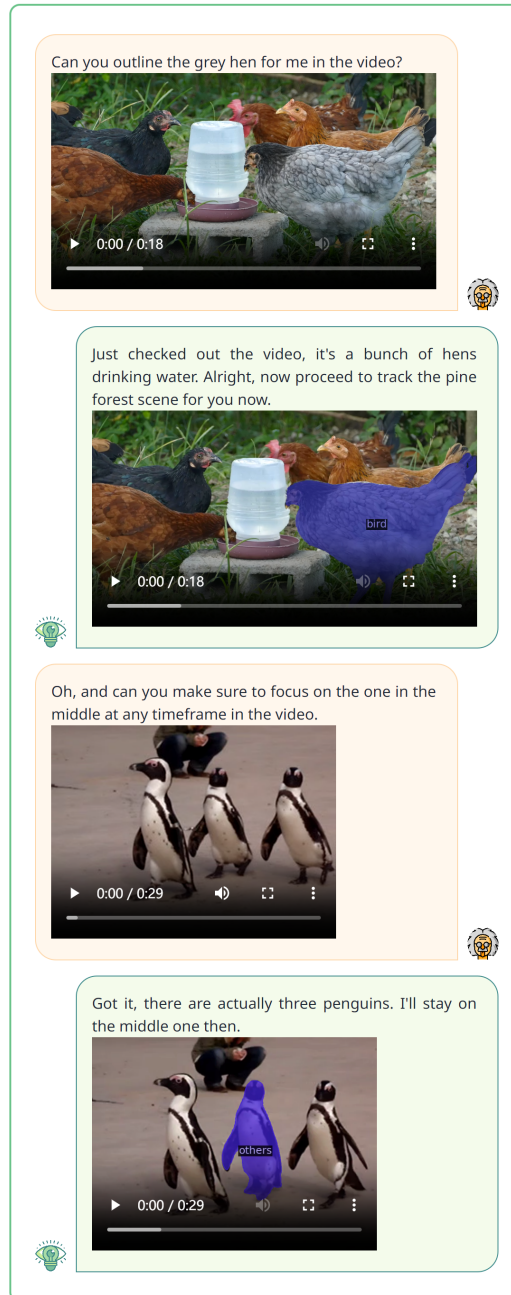 Can you outline the grey hen for me in the video?
0:00 / 0:18
Just checked out the video, it's a bunch of hens
drinking water. Alright, now proceed to track the pine
forest scene for you now.
bird
0:00 / 0:18
Oh, and can you make sure to focus on the one in the
middle at any timeframe in the video.
0:00 / 0:29
Got it, there are actually three penguins. I'll stay on
the middle one then.
others
0:00 / 0:29